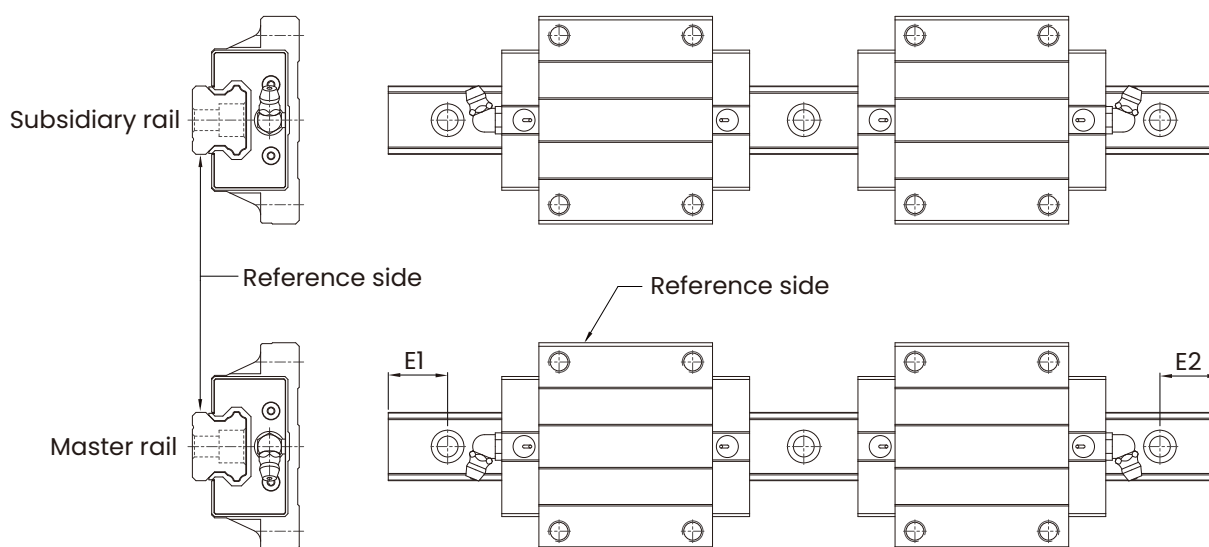 Subsidiary rail
Reference side
Reference side
E1
E2
Master rail